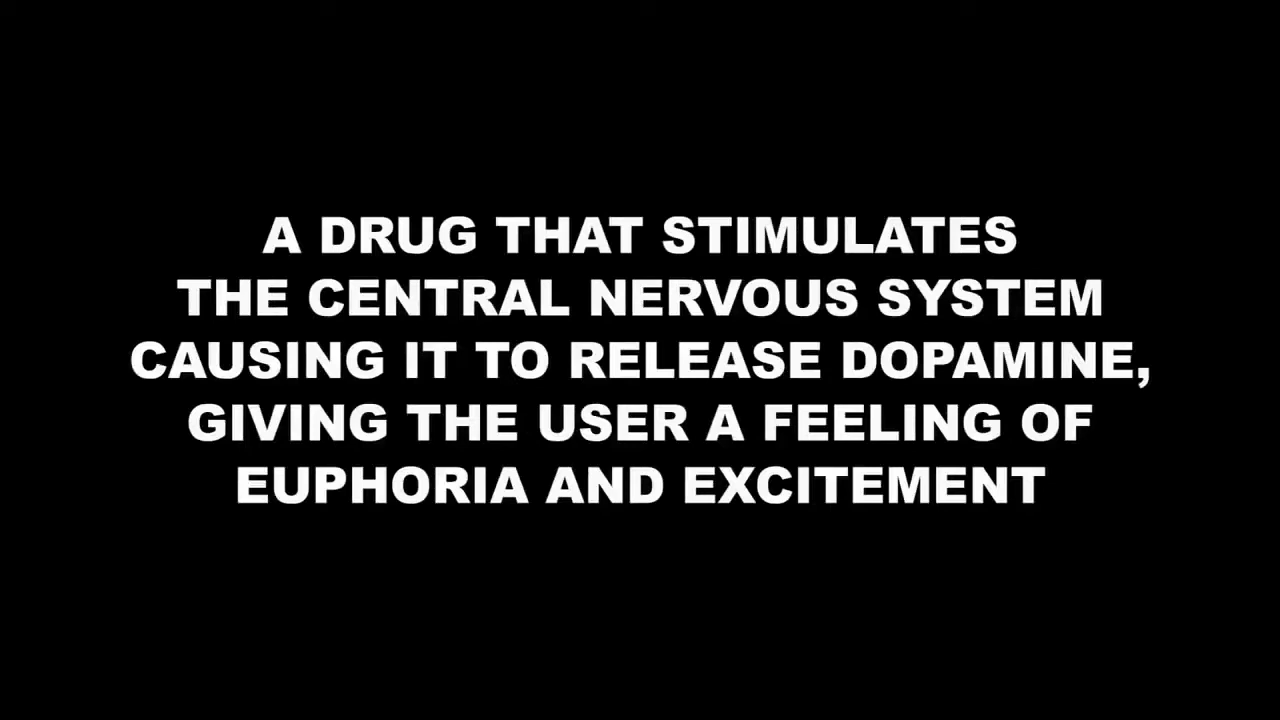 A DRUG THAT STIMULATES
THE CENTRAL NERVOUS SYSTEM
CAUSING IT TO RELEASE DOPAMINE,
GIVING THE USER A FEELING OF
EUPHORIA AND EXCITEMENT